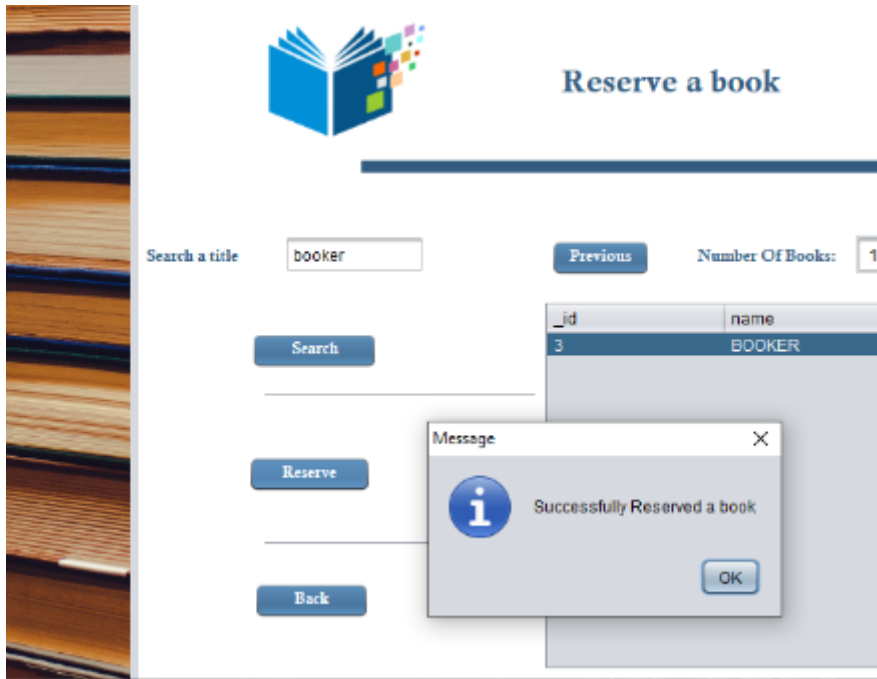 Reserve a book
Search a title booker Previous Number Of Books: 1
_id name
3 BOOKER
Search
Message
Successfully Reserved a book
OK
Reserve
Back